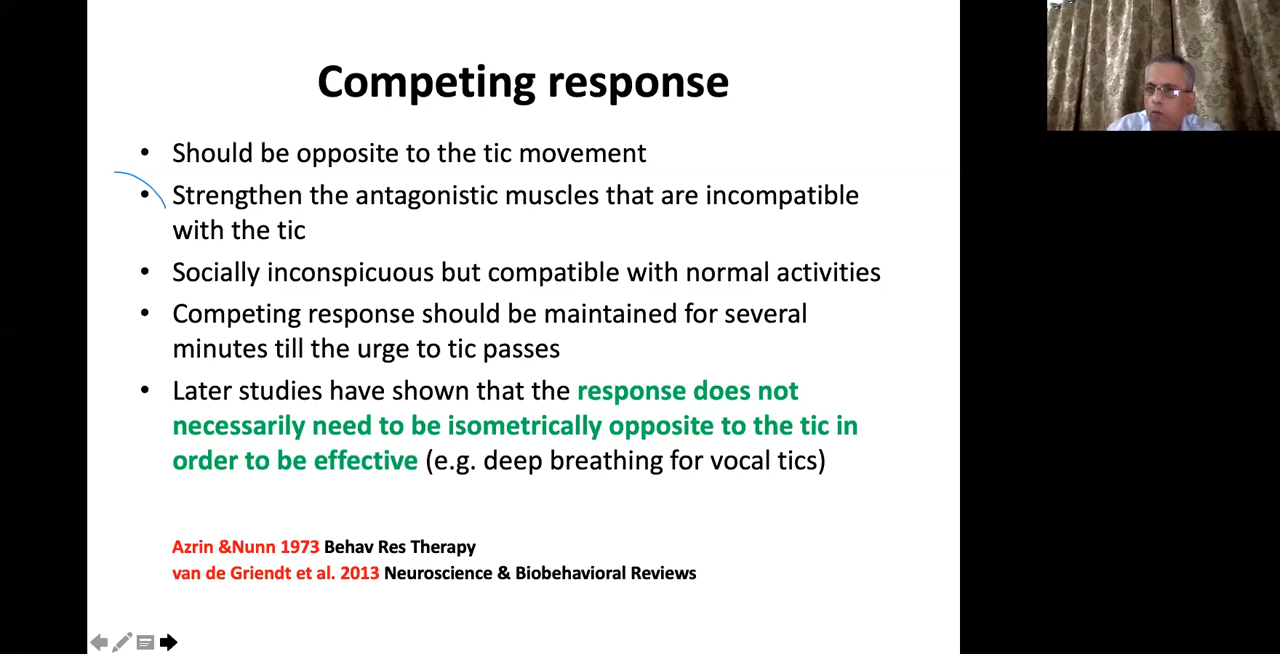 Competing response
• Should be opposite to the tic movement
• Strengthen the antagonistic muscles that are incompatible
with the tic
• Socially inconspicuous but compatible with normal activities
• Competing response should be maintained for several
minutes till the urge to tic passes
• Later studies have shown that the response does not
necessarily need to be isometrically opposite to the tic in
order to be effective (e.g. deep breathing for vocal tics)
Azrin &Nunn 1973 Behav Res Therapy
van de Griendt et al. 2013 Neuroscience & Biobehavioral Reviews